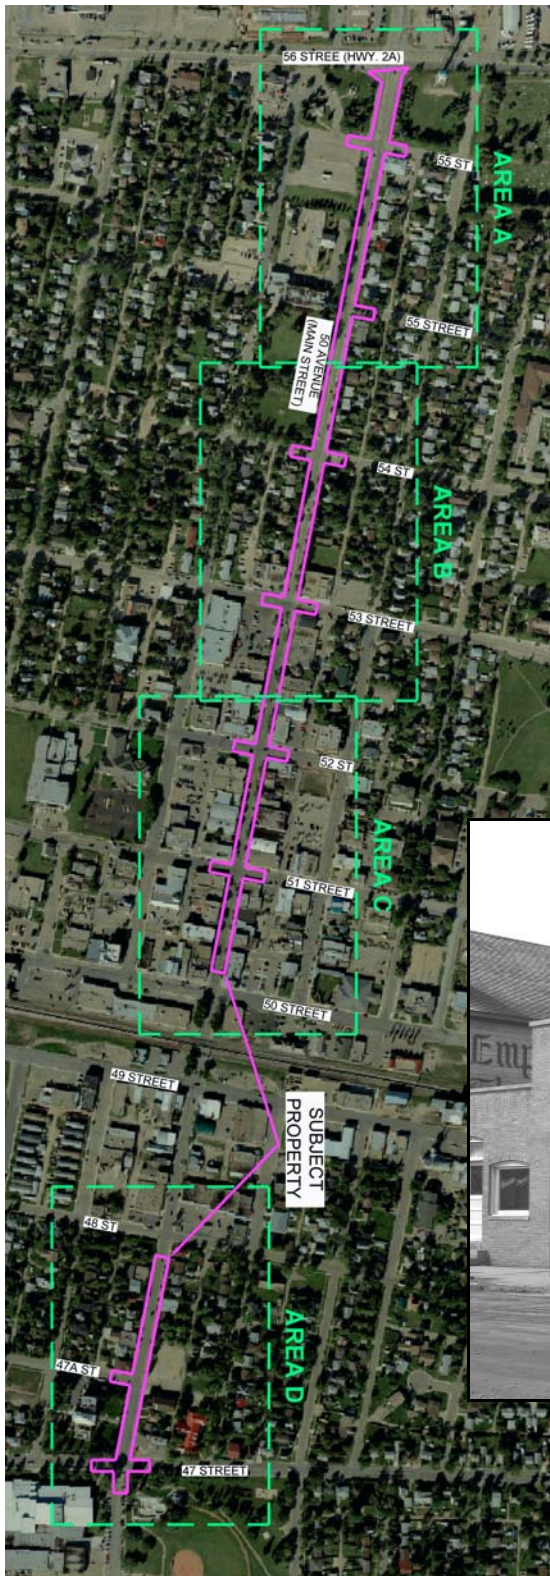 56 STREE (HWY. 2A)
55 ST
AREA A
55 STREET
50 AVENUE
(MAIN STREET)
54 ST
AREA B
53 STREET
52 ST
AREA C
51 STREET
50 STREET
49 STREET
SUBJECT
PROPERTY
48 ST
AREA D
47A ST
47 STREET
Emp